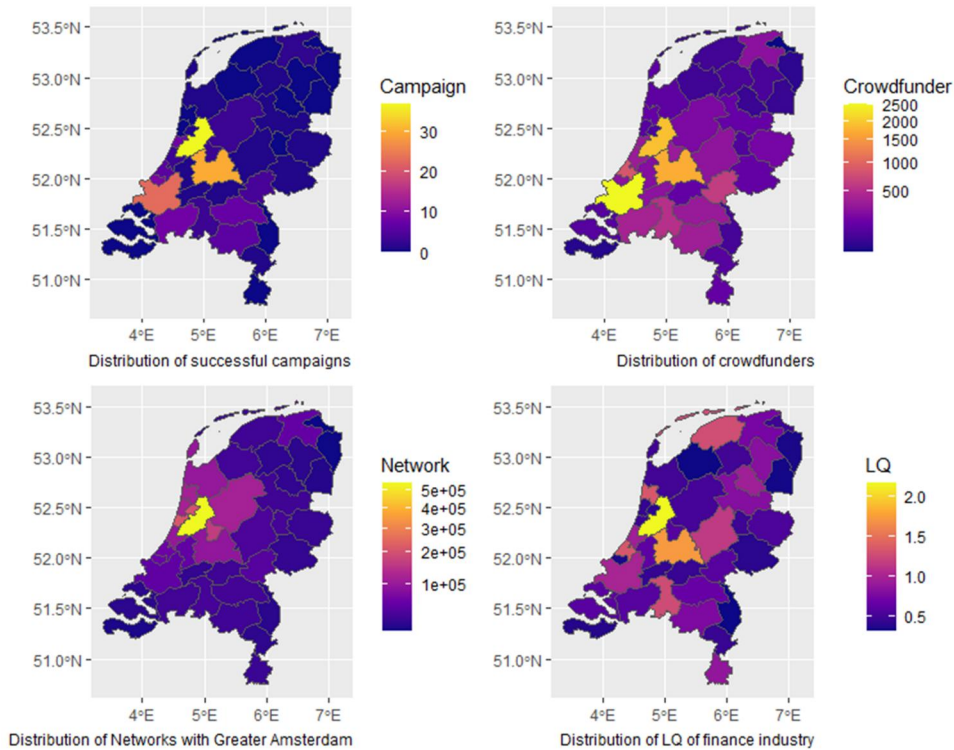 53.5°N
53.0°N
52.5°N
52.0°N
51.5°N
51.0°N
4°E 5°E 6°E 7°E
Campaign
30
20
10
0
Distribution of successful campaigns
53.5°N
53.0°N
52.5°N
52.0°N
51.5°N
51.0°N
4°E 5°E 6°E 7°E
Crowdfunder
2500
2000
1500
1000
500
Distribution of crowdfunders
53.5°N
53.0°N
52.5°N
52.0°N
51.5°N
51.0°N
4°E 5°E 6°E 7°E
Network
5e+05
4e+05
3e+05
2e+05
1e+05
Distribution of Networks with Greater Amsterdam
53.5°N
53.0°N
52.5°N
52.0°N
51.5°N
51.0°N
4°E 5°E 6°E 7°E
LQ
2.0
1.5
1.0
0.5
Distribution of LQ of finance industry